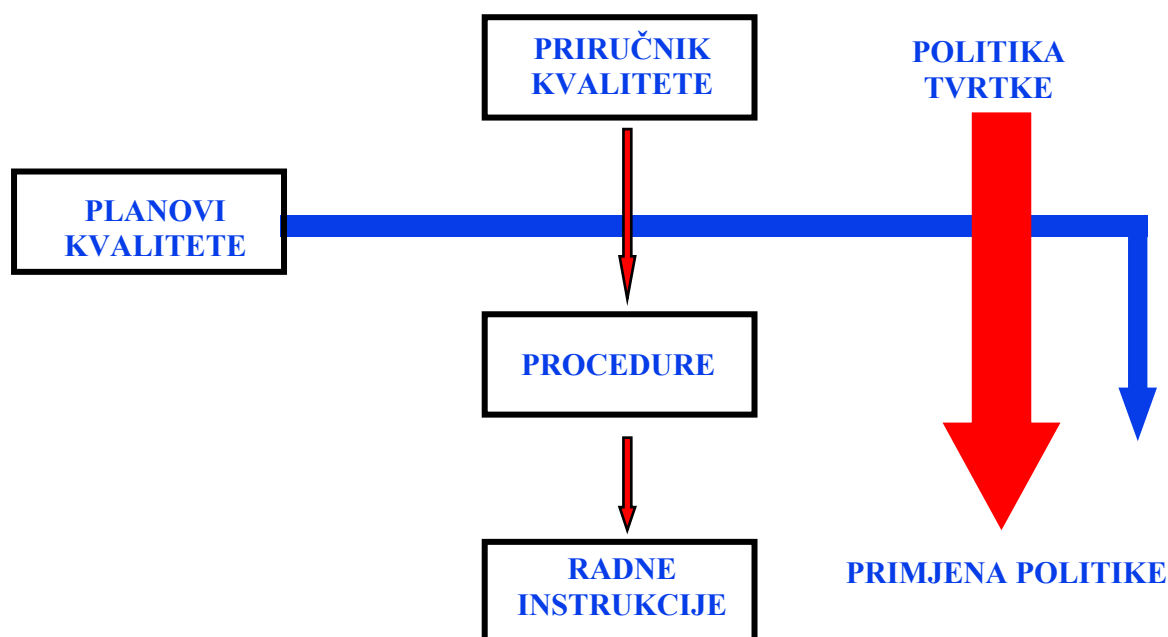 PRIRUČNIK
KVALITETE
POLITIKA
TVRTKE
PLANOVI
KVALITETE
PROCEDURE
RADNE
INSTRUKCIJE
PRIMJENA POLITIKE